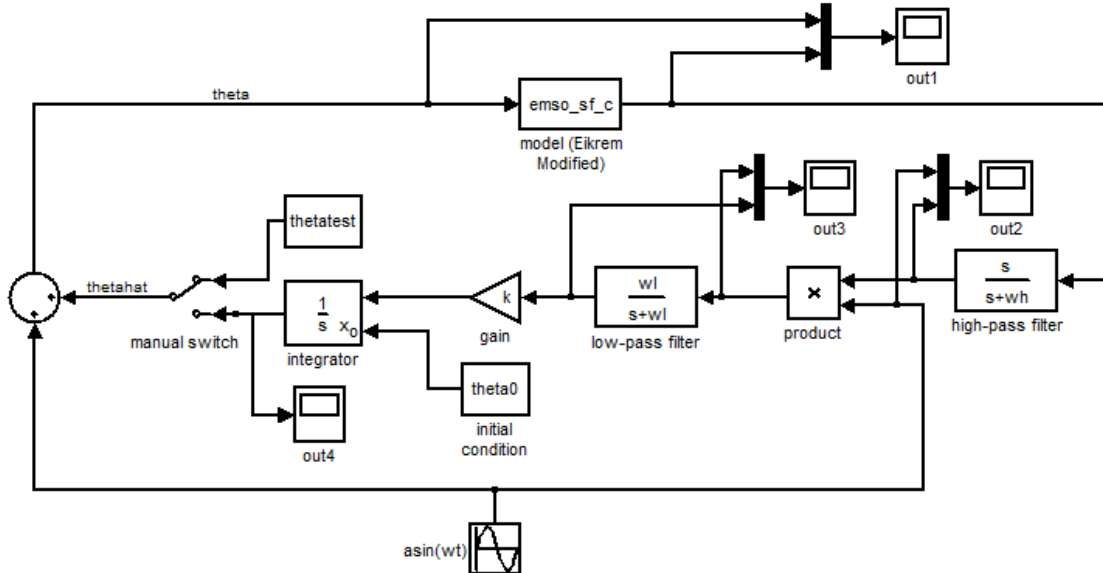 out1
theta
emso_sf_c
model (Eikrem
Modified)
thetatest
out3
out2
thetahat
manual switch
1
s
x₀
integrator
k
gain
wl
s+wl
low-pass filter
×
product
s
s+wh
high-pass filter
theta0
initial
condition
out4
asin(wt)
+
+